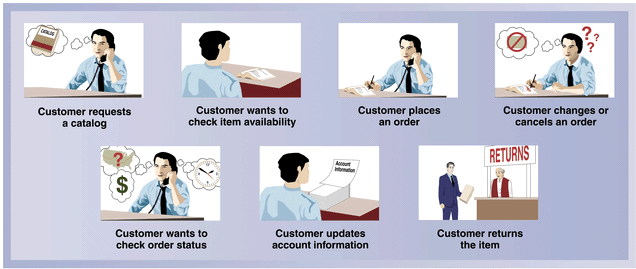 CATALOG
Customer requests
a catalog
Customer wants to
check item availability
Customer places
an order
? ? ?
Customer changes or
cancels an order
?
$
Customer wants to
check order status
Account
Information
Customer updates
account information
RETURNS
Customer returns
the item